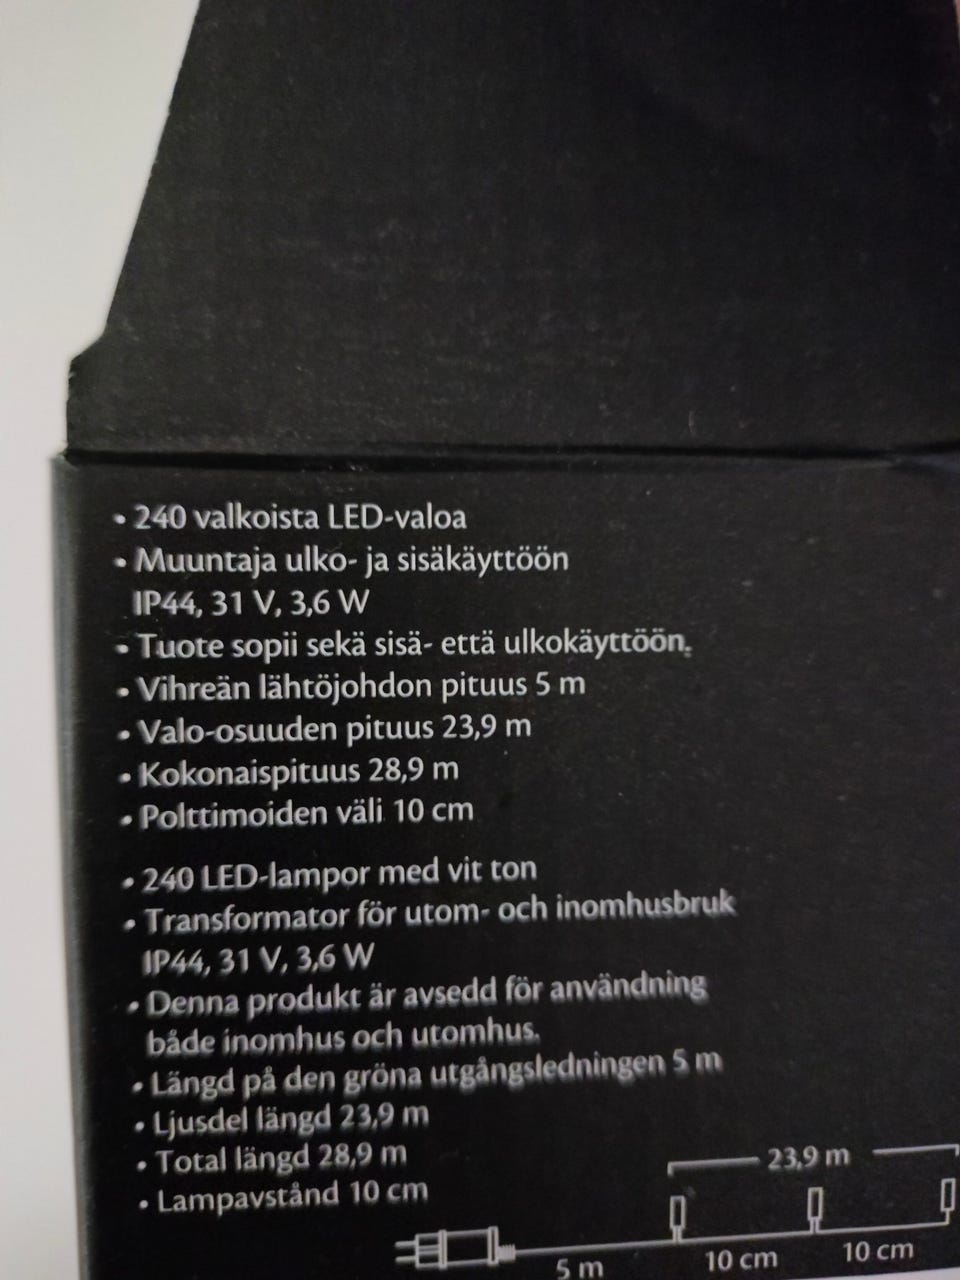 • 240 valkoista LED-valoa
• Muuntaja ulko- ja sisäkäyttöön
IP44, 31 V, 3,6 W
• Tuote sopii sekä sisä- että ulkokäyttöön.
• Vihreän lähtöjohdon pituus 5 m
• Valo-osuuden pituus 23,9 m
• Kokonaispituus 28,9 m
• Polttimoiden väli 10 cm
• 240 LED-lampor med vit ton
• Transformator för utom- och inomhusbruk
IP44, 31 V, 3,6 W
• Denna produkt är avsedd för användning
både inomhus och utomhus.
• Längd på den gröna utgångsledningen 5 m
• Ljusdel längd 23,9 m
• Total längd 28,9 m
• Lampavstånd 10 cm
23,9 m
5 m 10 cm 10 cm